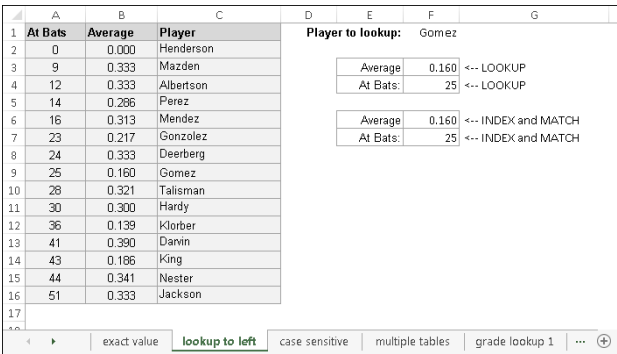 A B C D E F G
1 At Bats Average Player Player to lookup: Gomez
2 0 0.000 Henderson
3 9 0.333 Mazden Average 0.160 <-- LOOKUP
4 12 0.333 Albertson At Bats: 25 <-- LOOKUP
5 14 0.286 Perez
6 16 0.313 Mendez Average 0.160 <-- INDEX and MATCH
7 23 0.217 Gonzolez At Bats: 25 <-- INDEX and MATCH
8 24 0.333 Deerberg
9 25 0.160 Gomez
10 28 0.321 Talisman
11 30 0.300 Hardy
12 36 0.139 Klorber
13 41 0.390 Darvin
14 43 0.186 King
15 44 0.341 Nester
16 51 0.333 Jackson
17
exact value lookup to left case sensitive multiple tables grade lookup 1 ...